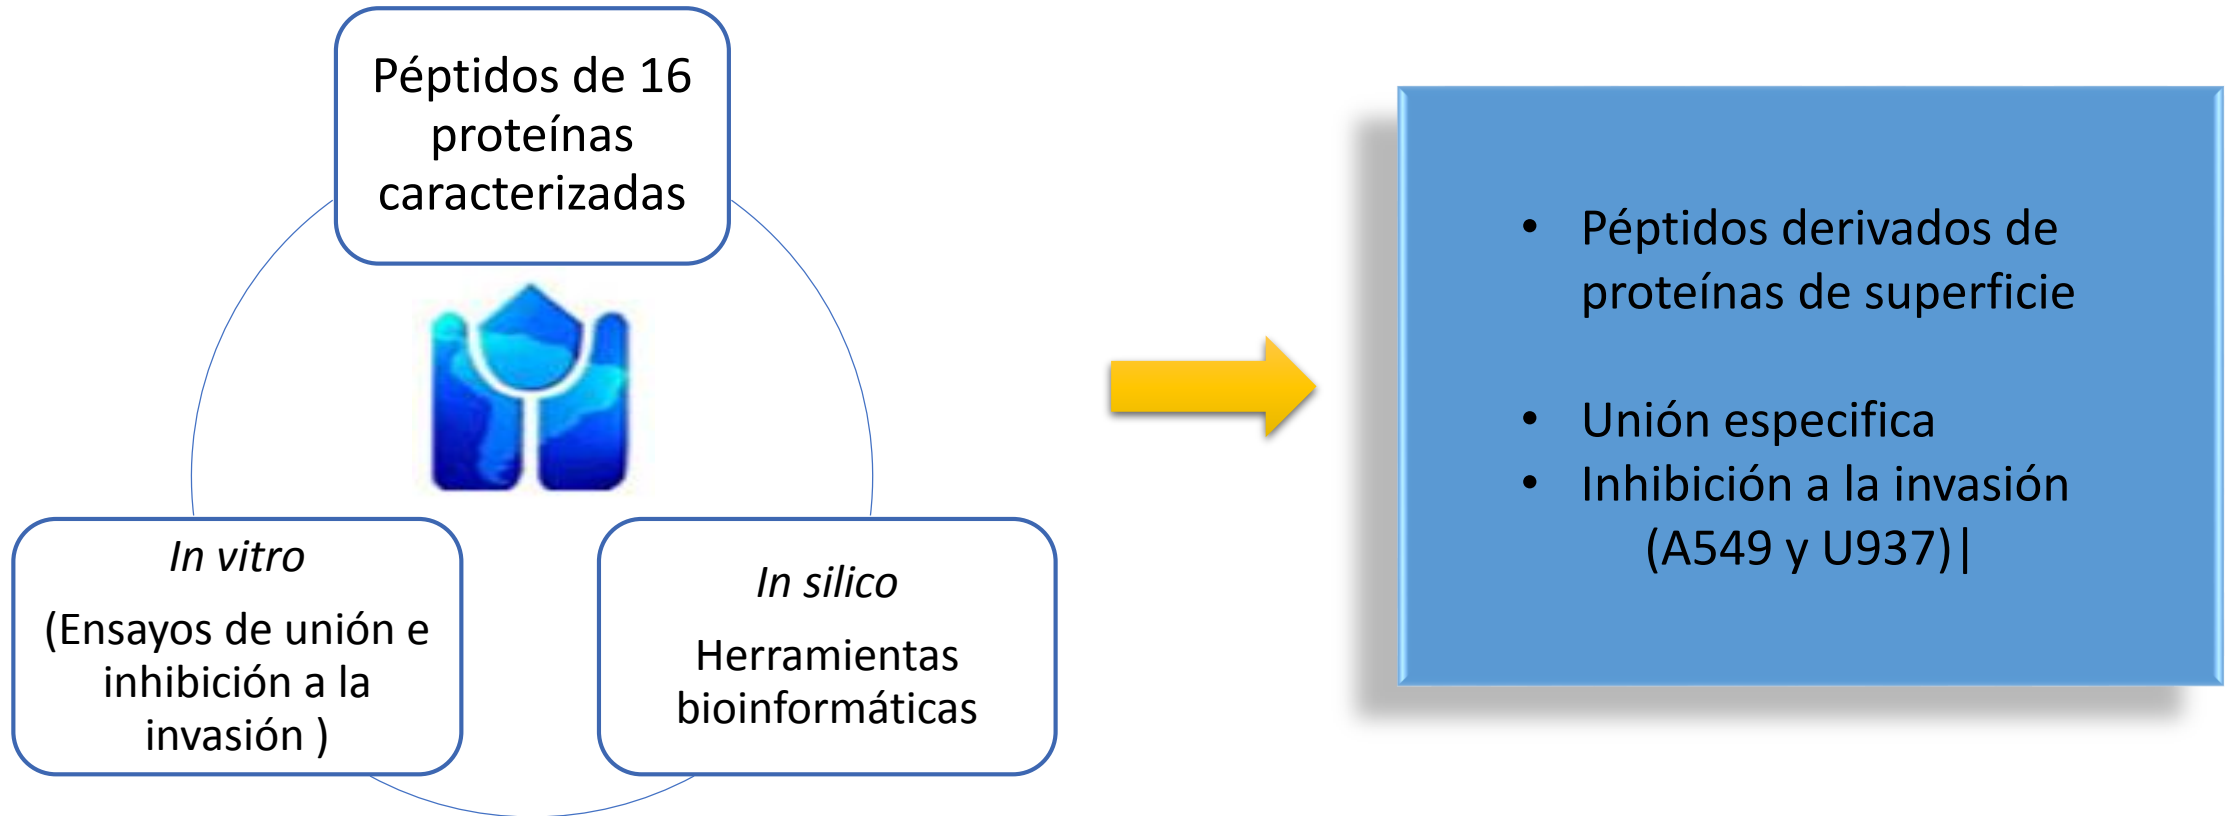 Péptidos de 16
proteínas
caracterizadas
In vitro
(Ensayos de unión e
inhibición a la
invasión )
In silico
Herramientas
bioinformáticas
• Péptidos derivados de
proteínas de superficie
• Unión especifica
• Inhibición a la invasión
(A549 y U937)|